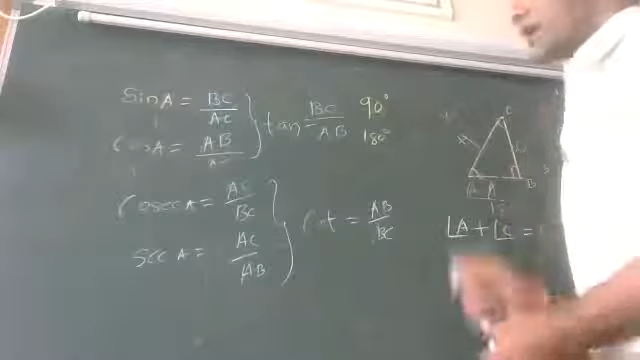 sin A = BC/AC
cos A = AB/AC
tan = BC/AB
90°
180°
cosec A = AC/BC
sec A = AC/AB
cot = AB/BC
C
B
A
∠A + ∠C =